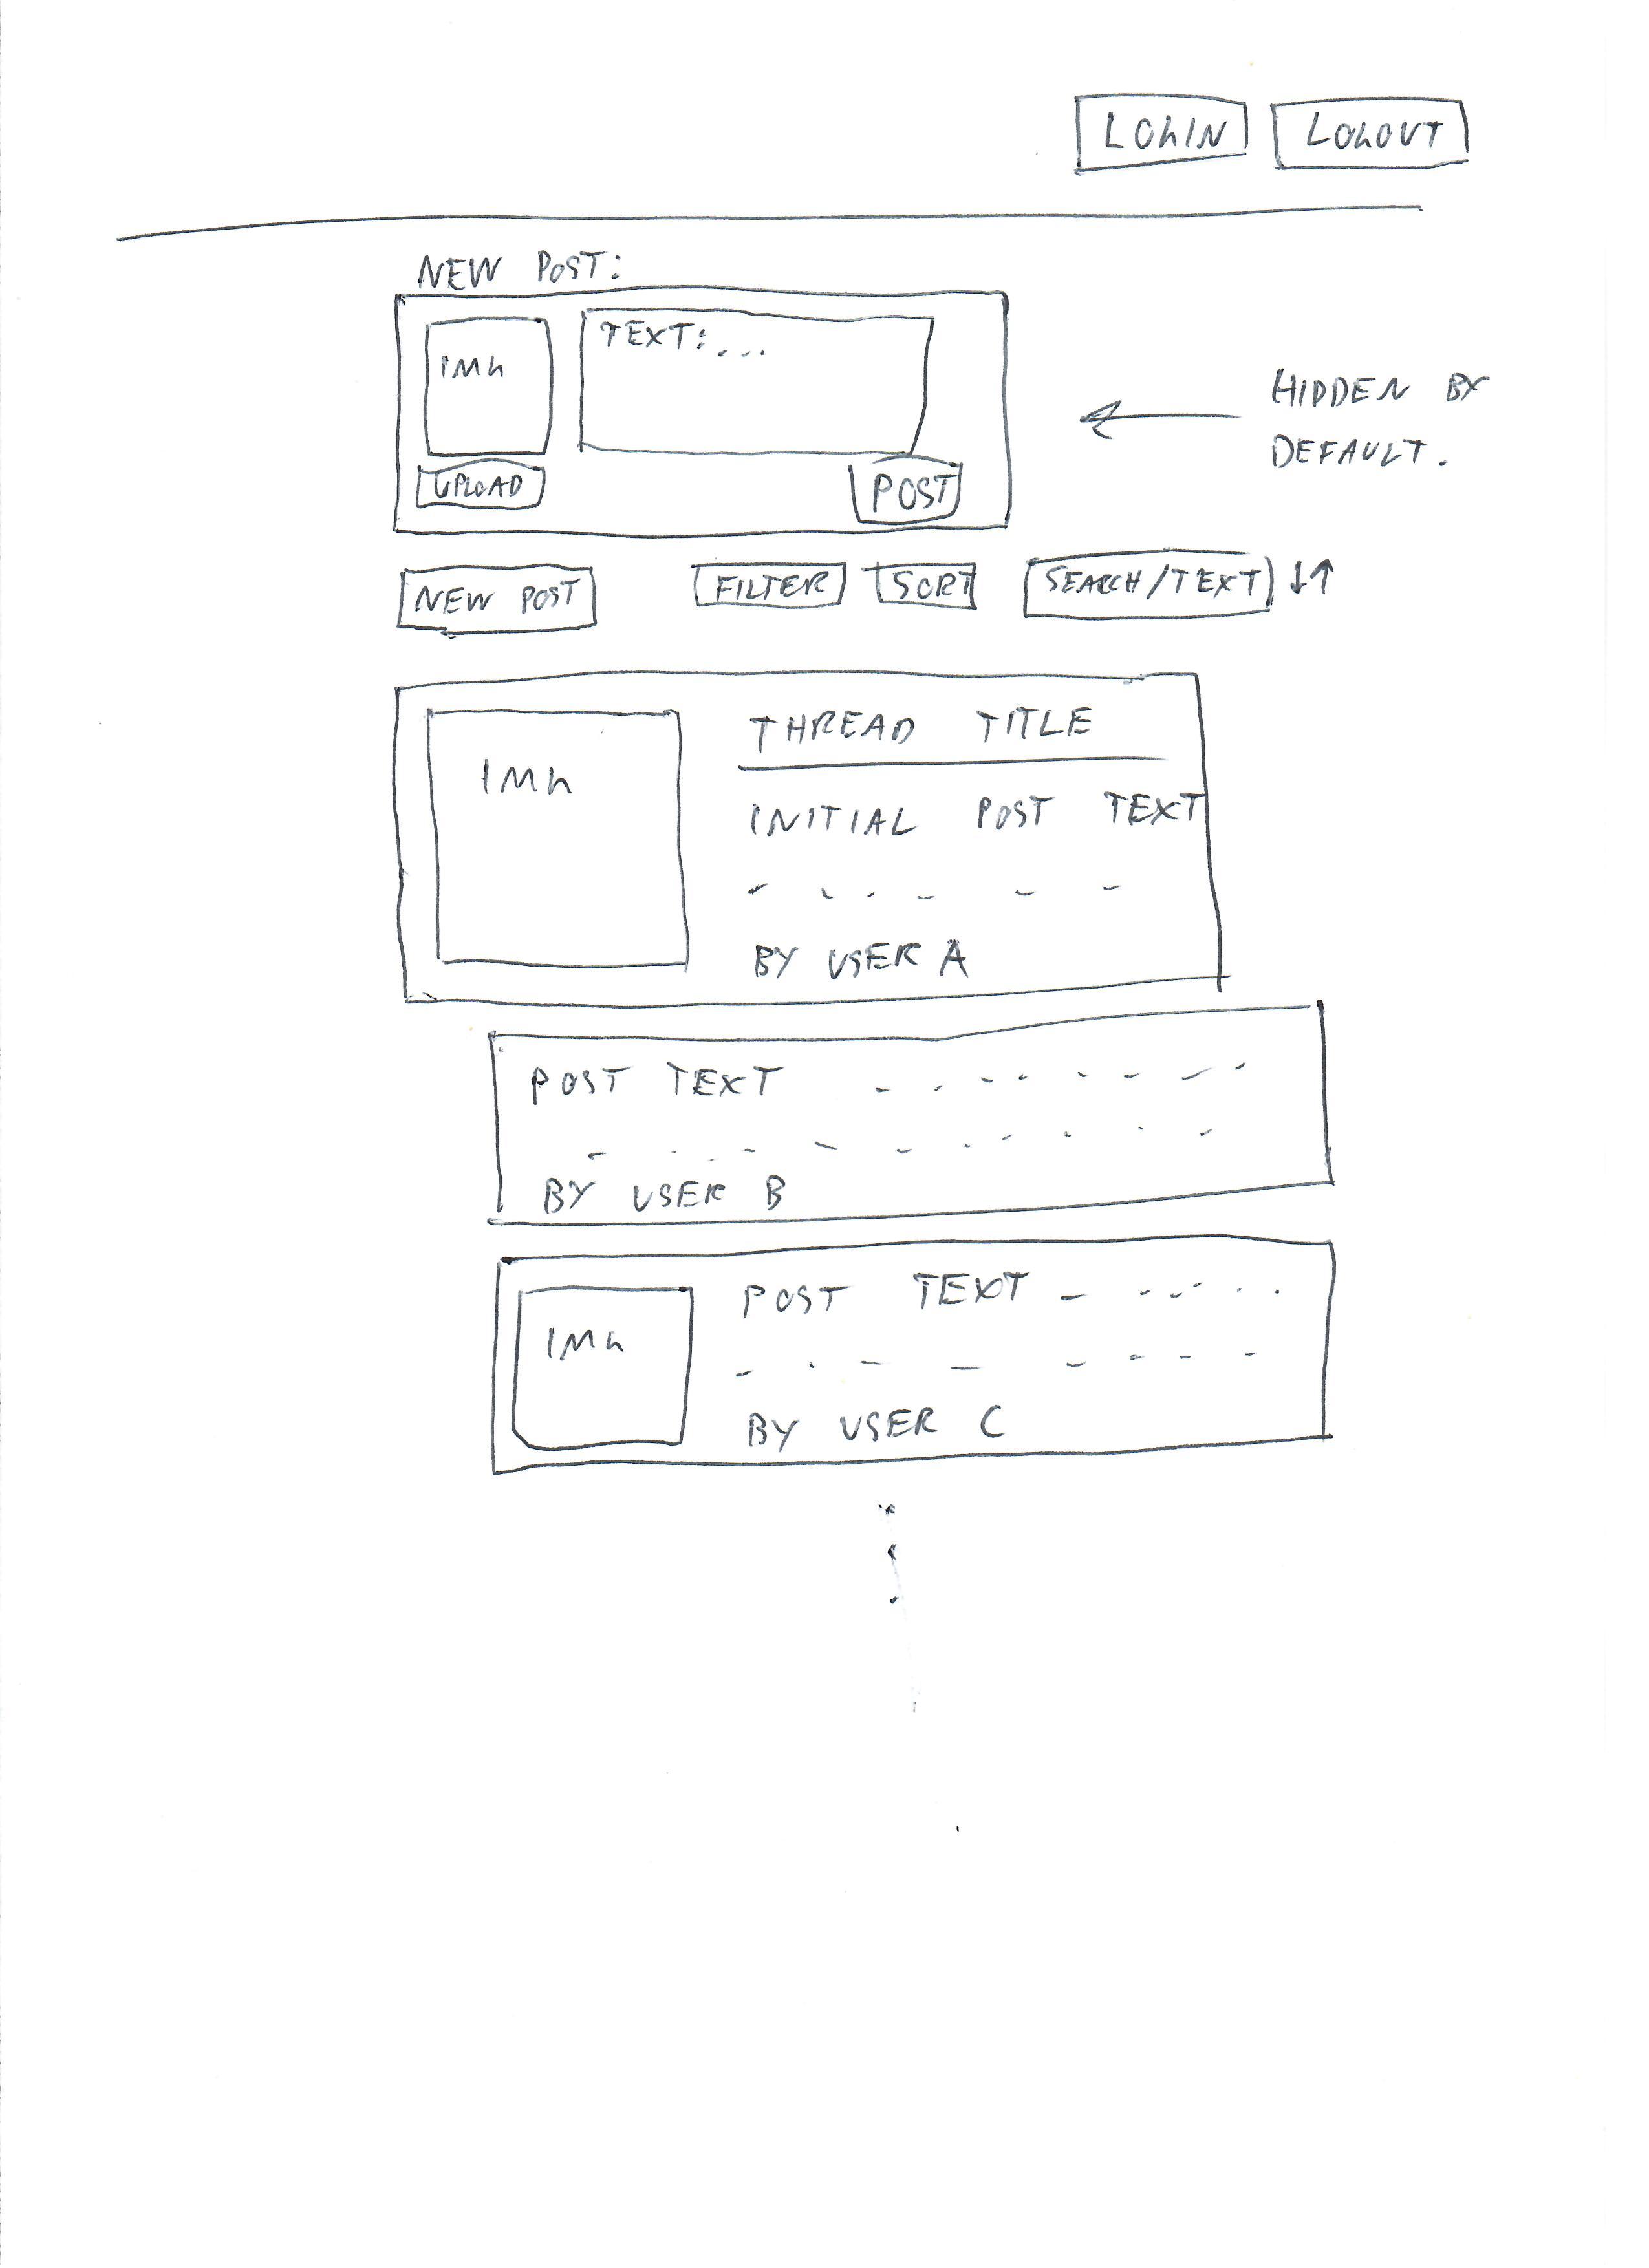 LOGIN LOGOUT
NEW POST:
IMG TEXT:...
HIDDEN BY
DEFAULT.
UPLOAD POST
NEW POST FILTER SORT SEARCH/TEXT ↓↑
THREAD TITLE
IMG
INITIAL POST TEXT
BY USER A
POST TEXT
BY USER B
POST TEXT
IMG
BY USER C